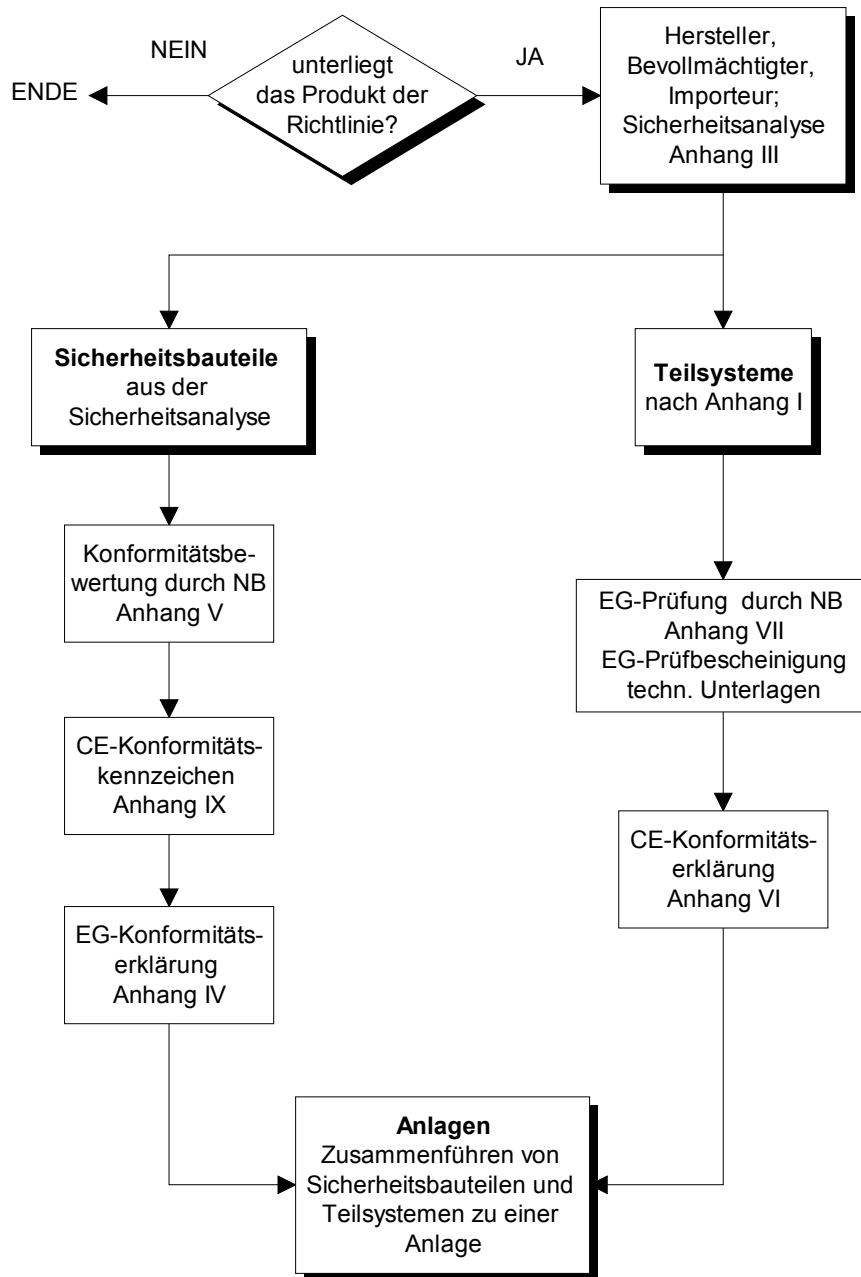 NEIN
ENDE
unterliegt
das Produkt der
Richtlinie?
JA
Hersteller,
Bevollmächtigter,
Importeur;
Sicherheitsanalyse
Anhang III
Sicherheitsbauteile
aus der
Sicherheitsanalyse
Teilsysteme
nach Anhang I
Konformitätsbe-
wertung durch NB
Anhang V
EG-Prüfung durch NB
Anhang VII
EG-Prüfbescheinigung
techn. Unterlagen
CE-Konformitäts-
kennzeichen
Anhang IX
CE-Konformitäts-
erklärung
Anhang VI
EG-Konformitäts-
erklärung
Anhang IV
Anlagen
Zusammenführen von
Sicherheitsbauteilen und
Teilsystemen zu einer
Anlage